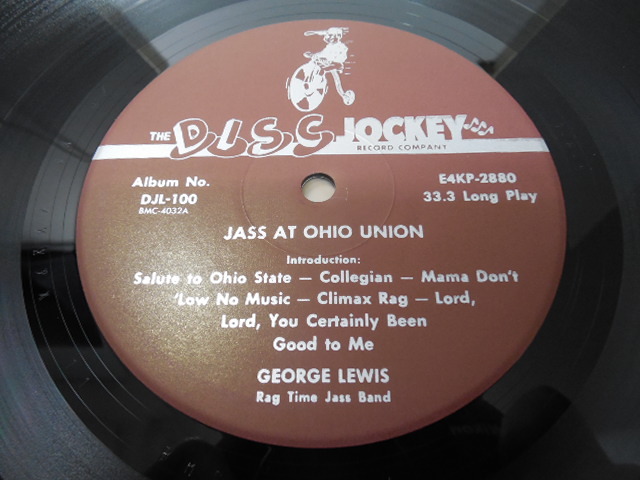 THE DISC JOCKEY
RECORD COMPANY
Album No.
DJL-100
BMC-4032A
E4KP-2880
33.3 Long Play
JASS AT OHIO UNION
Introduction:
Salute to Ohio State — Collegian — Mama Don't
'Low No Music — Climax Rag — Lord,
Lord, You Certainly Been
Good to Me
GEORGE LEWIS
Rag Time Jass Band